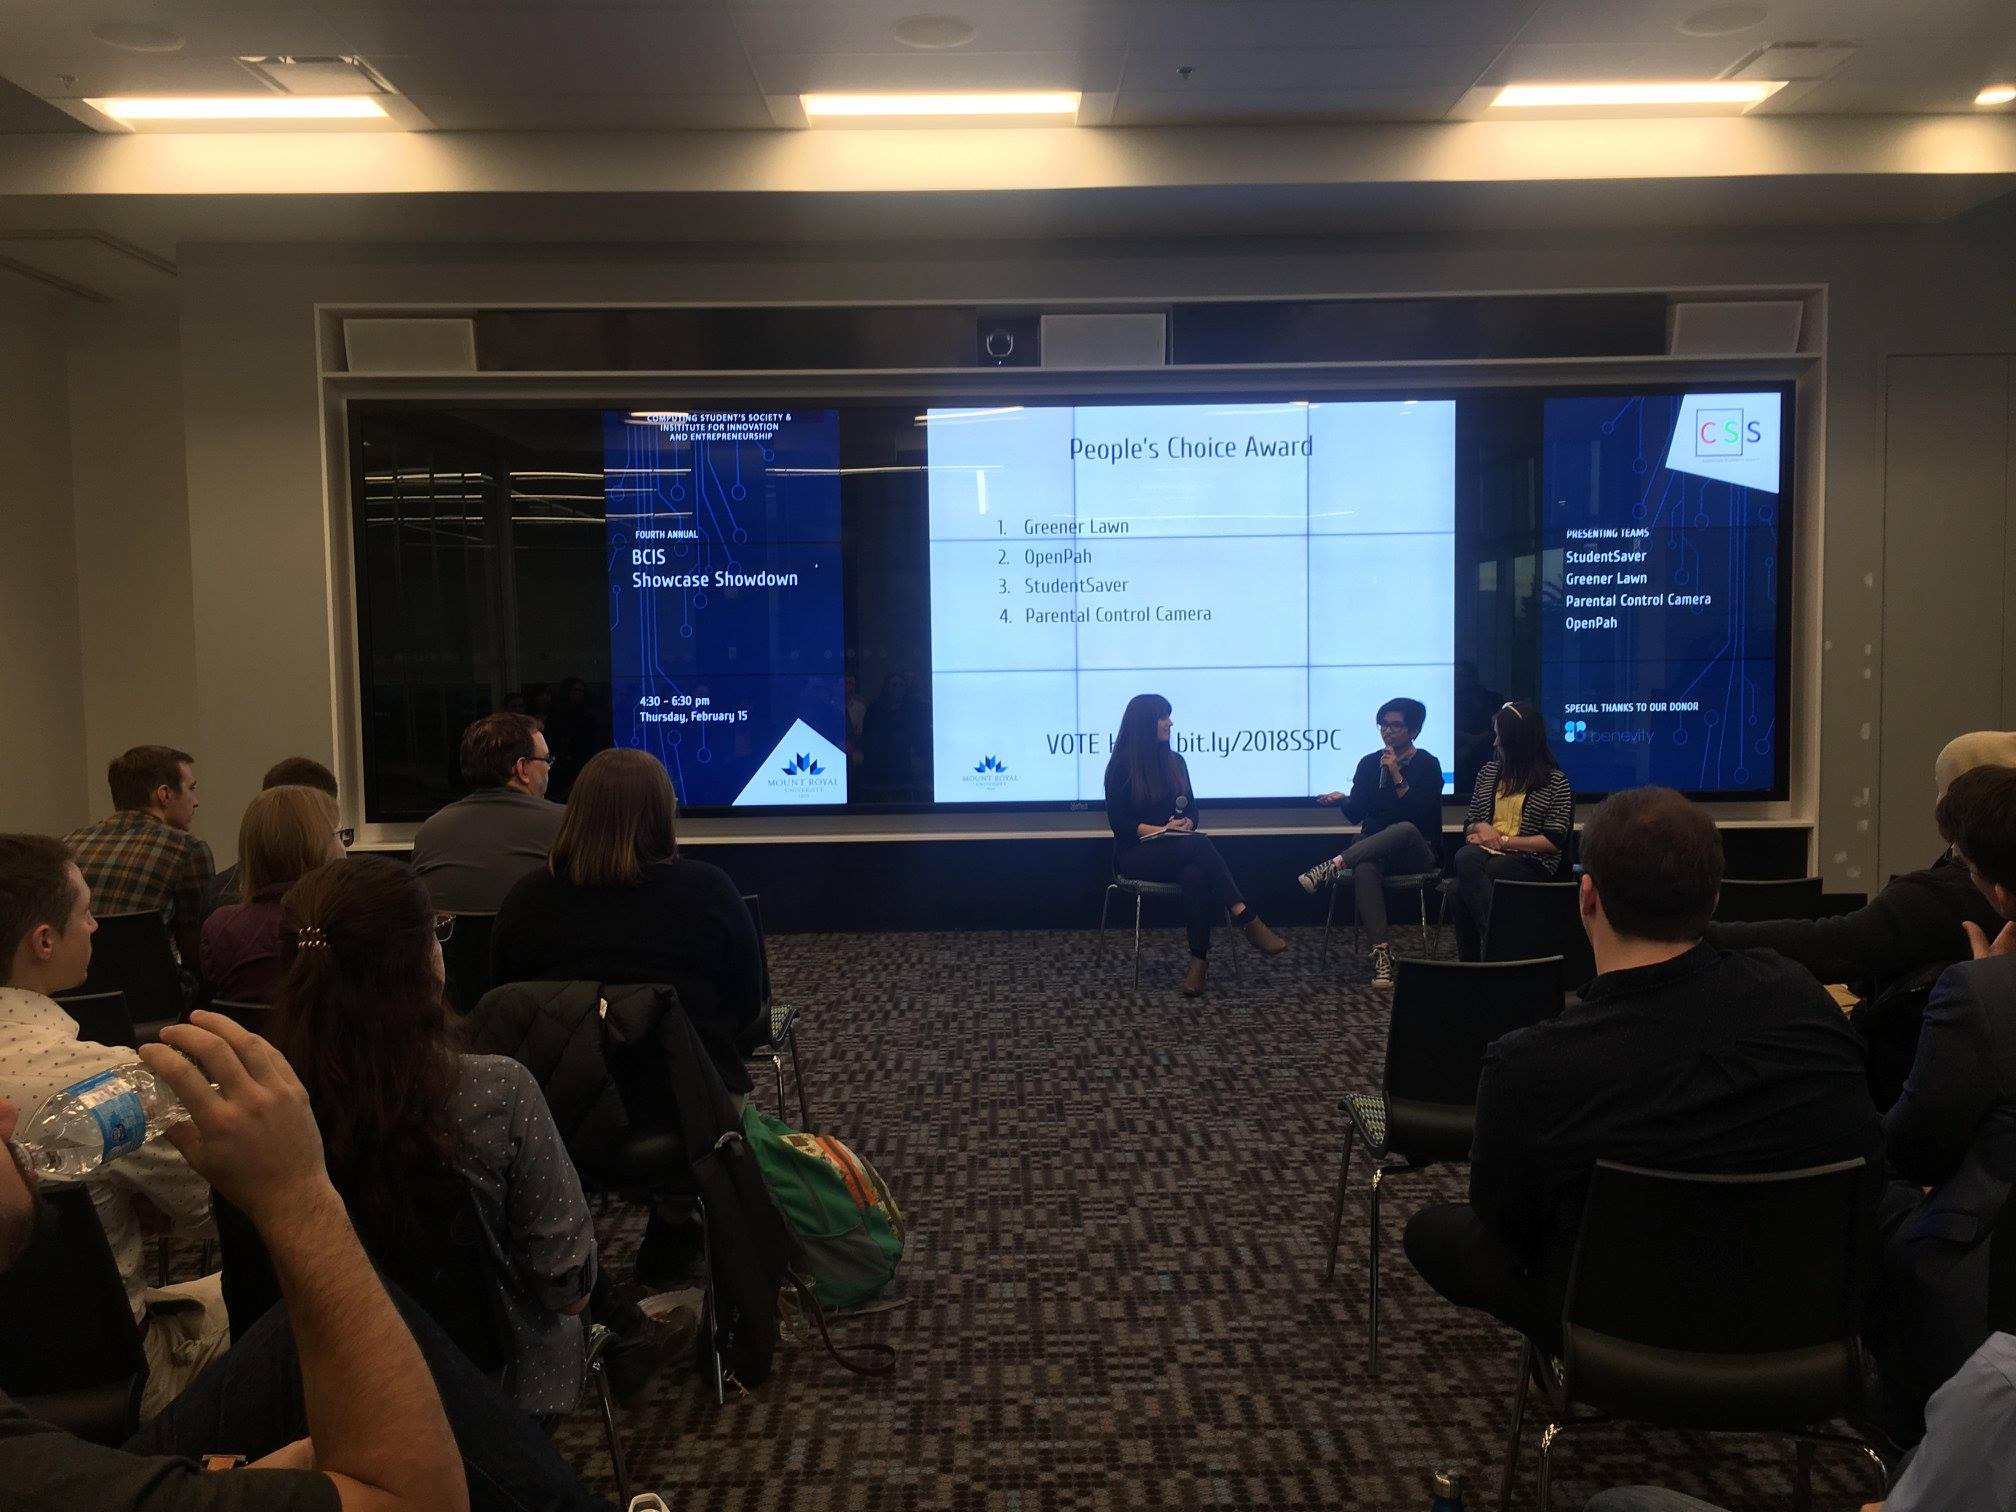 COMPUTING STUDENT'S SOCIETY &
INSITITUTE FOR INNOVATION
AND ENTREPRENEURSHIP
FOURTH ANNUAL
BCIS
Showcase Showdown
4:30 - 6:30 pm
Thursday, February 15
MOUNT ROYAL
UNIVERSITY
People's Choice Award
1. Greener Lawn
2. OpenPah
3. StudentSaver
4. Parental Control Camera
VOTE bit.ly/2018SSPC
MOUNT ROYAL
CSS
PRESENTING TEAMS
StudentSaver
Greener Lawn
Parental Control Camera
OpenPah
SPECIAL THANKS TO OUR DONOR
benevity